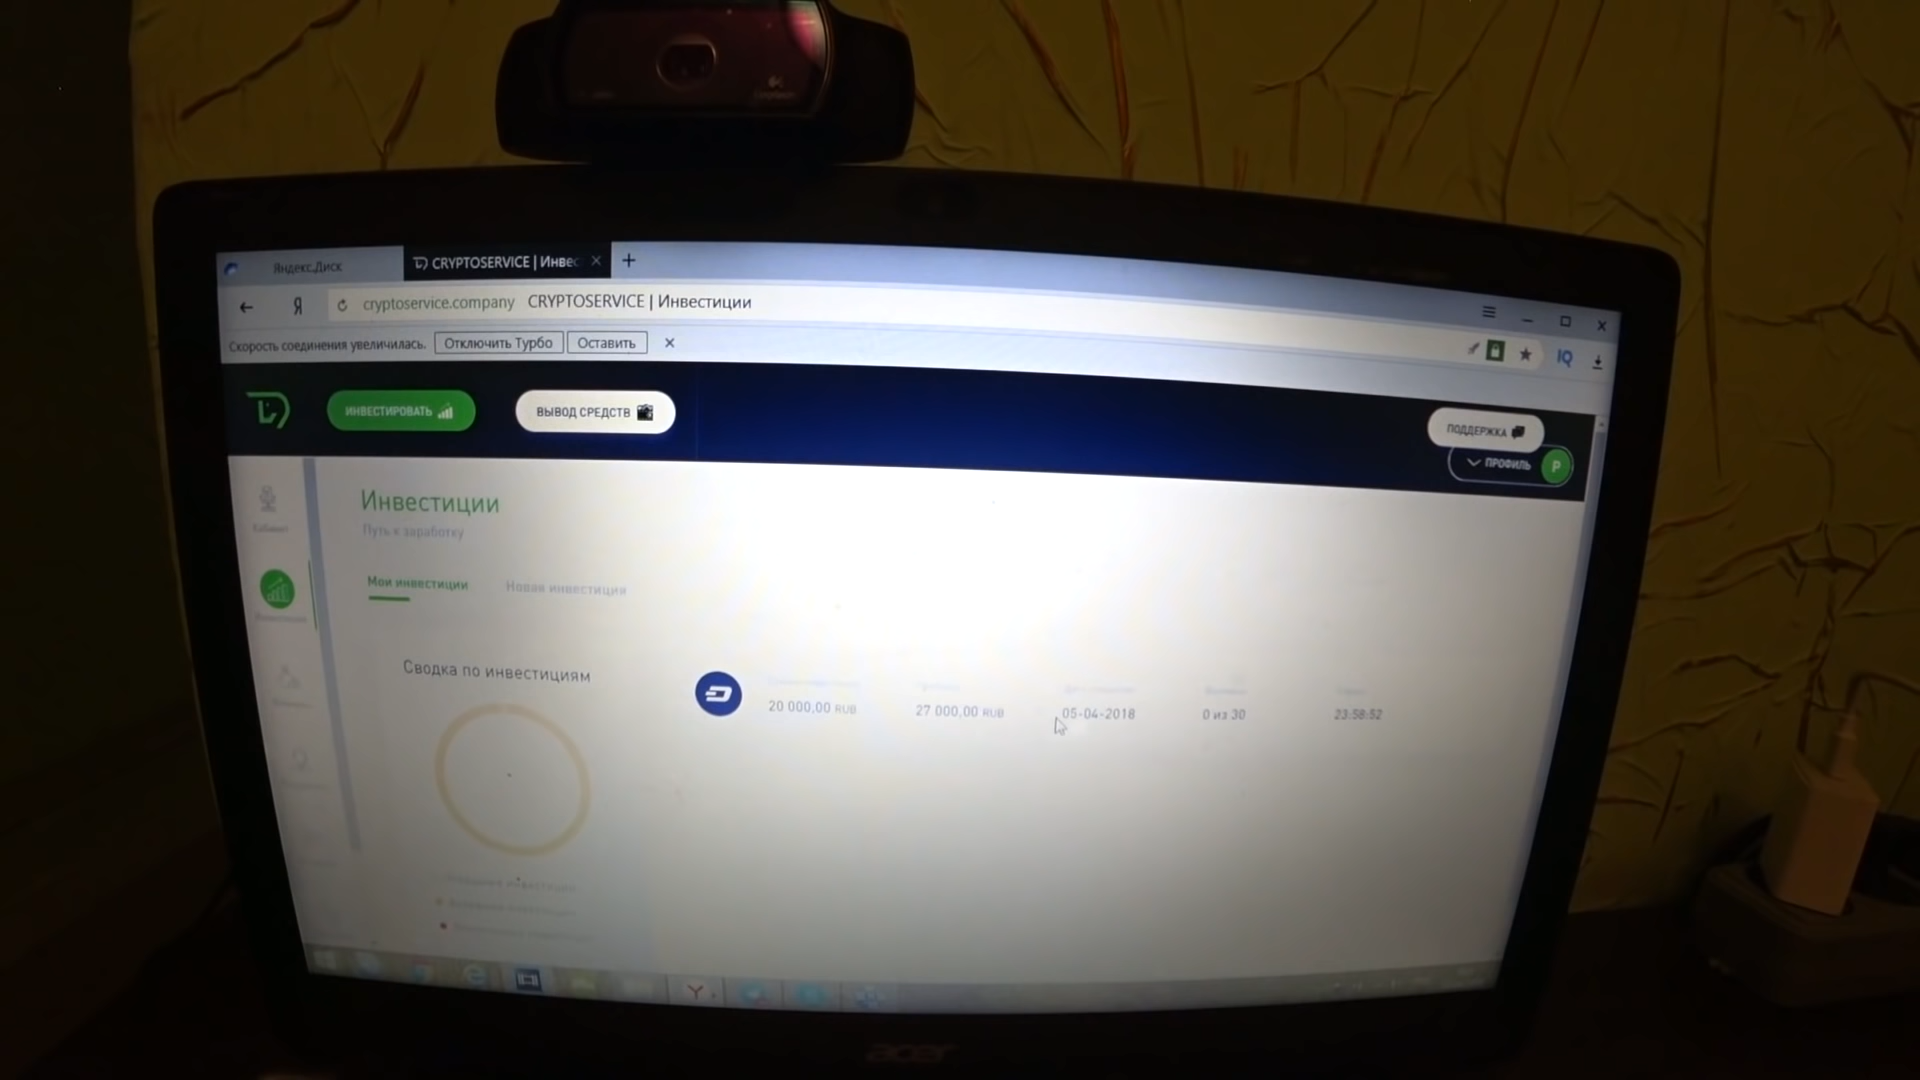 Яндекс.Диск
CRYPTOSERVICE | Инвес
cryptoservice.company CRYPTOSERVICE | Инвестиции
Скорость соединения увеличилась. Отключить Турбо Оставить
ИНВЕСТИРОВАТЬ
ВЫВОД СРЕДСТВ
ПОДДЕРЖКА
ПРОФИЛЬ P
Кабинет
Инвестиции
Путь к заработку
Мои инвестиции Новая инвестиция
Сводка по инвестициям
20 000,00 RUB 27 000,00 RUB 05-04-2018 0 из 30 23:58:52
acer